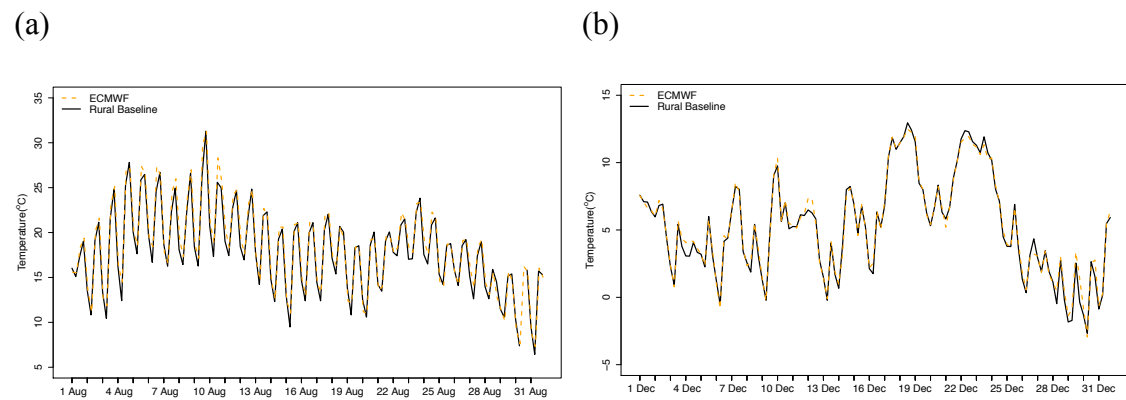 (a)
(b)
ECMWF
Rural Baseline
Temperature(°C)
35
30
25
20
15
10
5
1 Aug 4 Aug 7 Aug 10 Aug 13 Aug 16 Aug 19 Aug 22 Aug 25 Aug 28 Aug 31 Aug
ECMWF
Rural Baseline
Temperature(°C)
15
10
5
0
−5
1 Dec 4 Dec 7 Dec 10 Dec 13 Dec 16 Dec 19 Dec 22 Dec 25 Dec 28 Dec 31 Dec